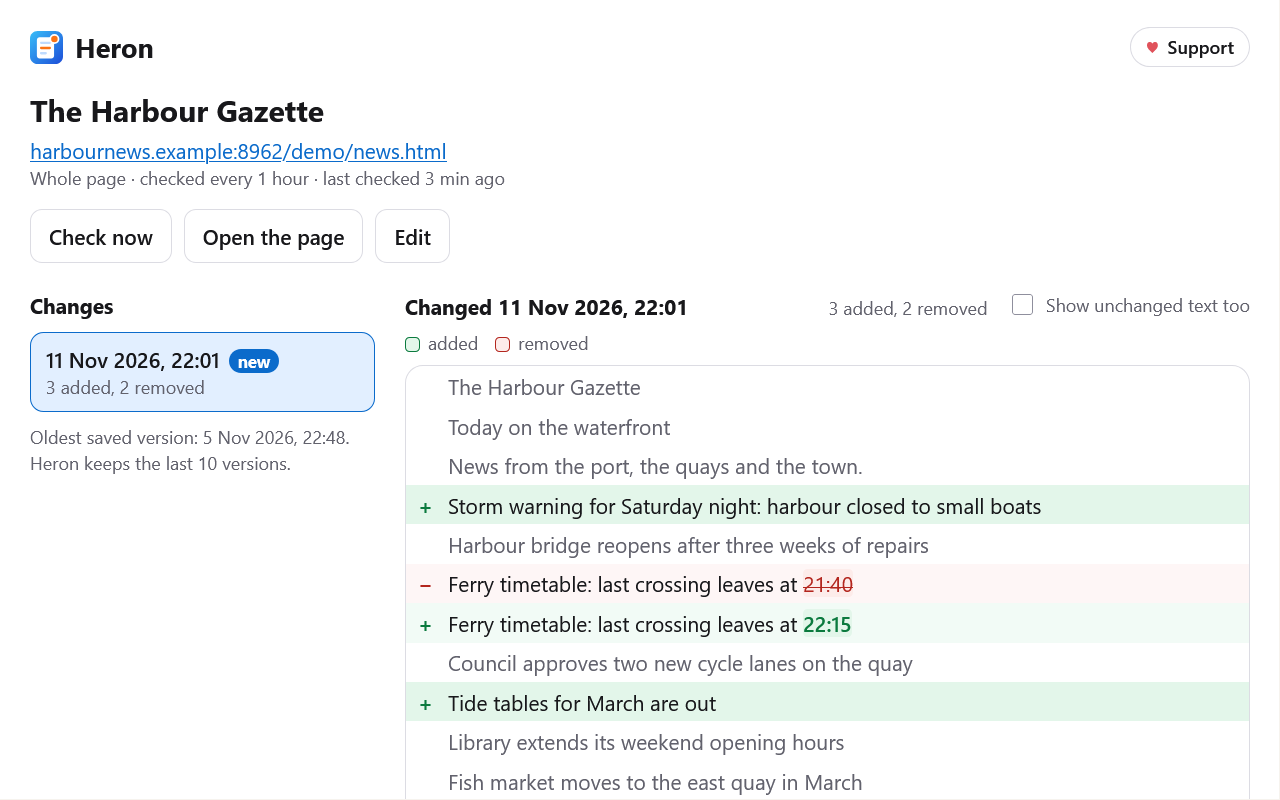 Heron
Support
The Harbour Gazette
harbournews.example:8962/demo/news.html
Whole page · checked every 1 hour · last checked 3 min ago
Check now
Open the page
Edit
Changes
11 Nov 2026, 22:01 new
3 added, 2 removed
Oldest saved version: 5 Nov 2026, 22:48.
Heron keeps the last 10 versions.
Changed 11 Nov 2026, 22:01
3 added, 2 removed
Show unchanged text too
added
removed
The Harbour Gazette
Today on the waterfront
News from the port, the quays and the town.
+ Storm warning for Saturday night: harbour closed to small boats
Harbour bridge reopens after three weeks of repairs
− Ferry timetable: last crossing leaves at 21:40
+ Ferry timetable: last crossing leaves at 22:15
Council approves two new cycle lanes on the quay
+ Tide tables for March are out
Library extends its weekend opening hours
Fish market moves to the east quay in March